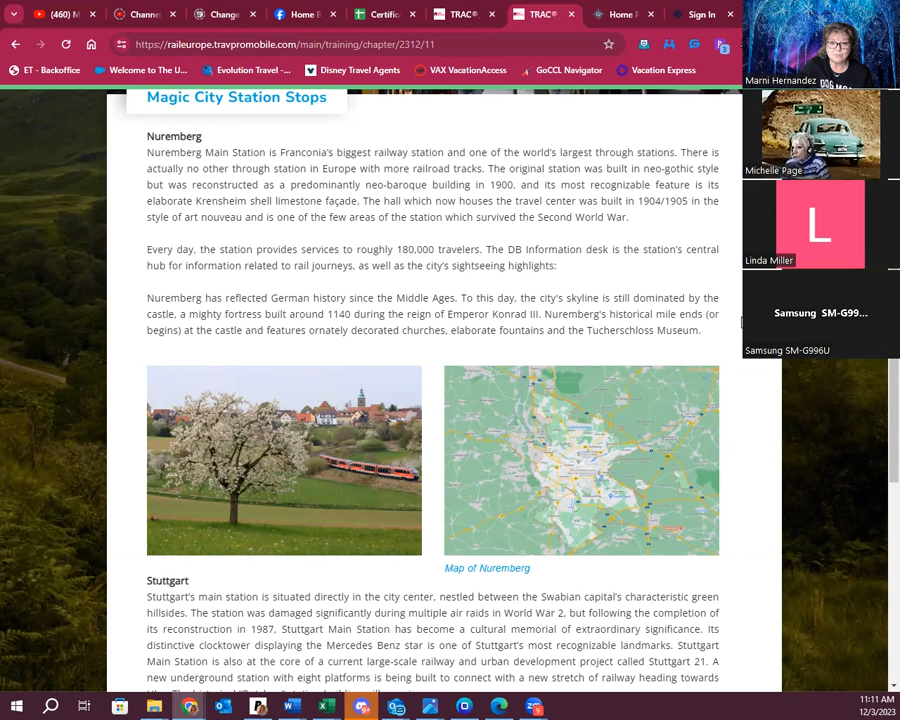 (460) M
Channel
Change
Home B
Certific
TRAC®
TRAC®
Home P
Sign In
https://raileurope.travpromobile.com/main/training/chapter/2312/11
ET - Backoffice
Welcome to The U...
Evolution Travel -...
Disney Travel Agents
VAX VacationAccess
GoCCL Navigator
Vacation Express
Marni Hernandez
Michelle Page
L
Linda Miller
Samsung SM-G99...
Samsung SM-G996U
Magic City Station Stops
Nuremberg
Nuremberg Main Station is Franconia's biggest railway station and one of the world's largest through stations. There is
actually no other through station in Europe with more railroad tracks. The original station was built in neo-gothic style
but was reconstructed as a predominantly neo-baroque building in 1900, and its most recognizable feature is its
elaborate Krensheim shell limestone façade. The hall which now houses the travel center was built in 1904/1905 in the
style of art nouveau and is one of the few areas of the station which survived the Second World War.
Every day, the station provides services to roughly 180,000 travelers. The DB Information desk is the station's central
hub for information related to rail journeys, as well as the city's sightseeing highlights:
Nuremberg has reflected German history since the Middle Ages. To this day, the city's skyline is still dominated by the
castle, a mighty fortress built around 1140 during the reign of Emperor Konrad III. Nuremberg's historical mile ends (or
begins) at the castle and features ornately decorated churches, elaborate fountains and the Tucherschloss Museum.
Map of Nuremberg
Stuttgart
Stuttgart's main station is situated directly in the city center, nestled between the Swabian capital's characteristic green
hillsides. The station was damaged significantly during multiple air raids in World War 2, but following the completion of
its reconstruction in 1987, Stuttgart Main Station has become a cultural memorial of extraordinary significance. Its
distinctive clocktower displaying the Mercedes Benz star is one of Stuttgart's most recognizable landmarks. Stuttgart
Main Station is also at the core of a current large-scale railway and urban development project called Stuttgart 21. A
new underground station with eight platforms is being built to connect with a new stretch of railway heading towards
11:11 AM
12/3/2023